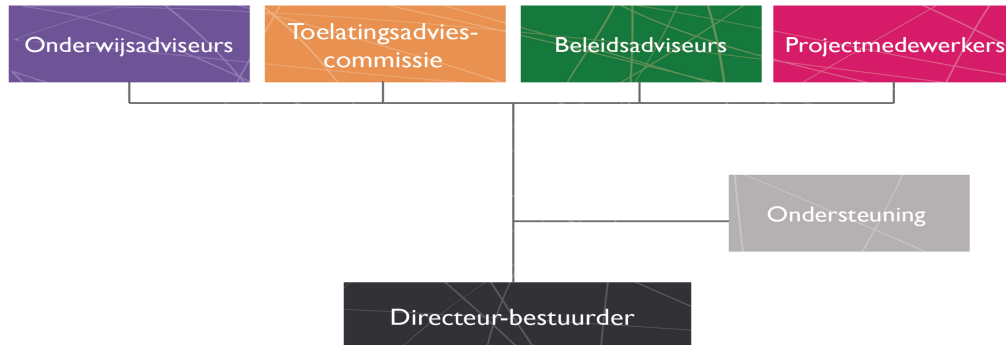 Onderwijsadviseurs
Toelatingsadvies-
commissie
Beleidsadviseurs
Projectmedewerkers
Ondersteuning
Directeur-bestuurder